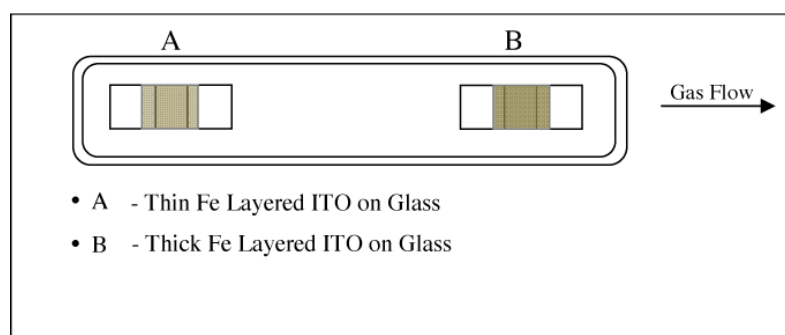 A B
Gas Flow
• A - Thin Fe Layered ITO on Glass
• B - Thick Fe Layered ITO on Glass